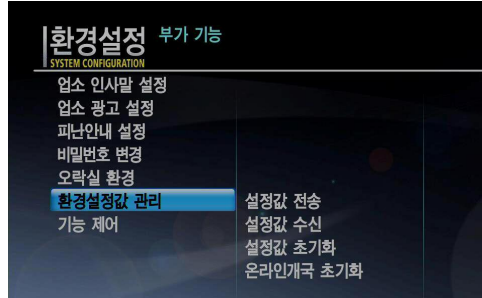 환경설정 부가 기능
SYSTEM CONFIGURATION
업소 인사말 설정
업소 광고 설정
피난안내 설정
비밀번호 변경
오락실 환경
환경설정값 관리
기능 제어
설정값 전송
설정값 수신
설정값 초기화
온라인개국 초기화